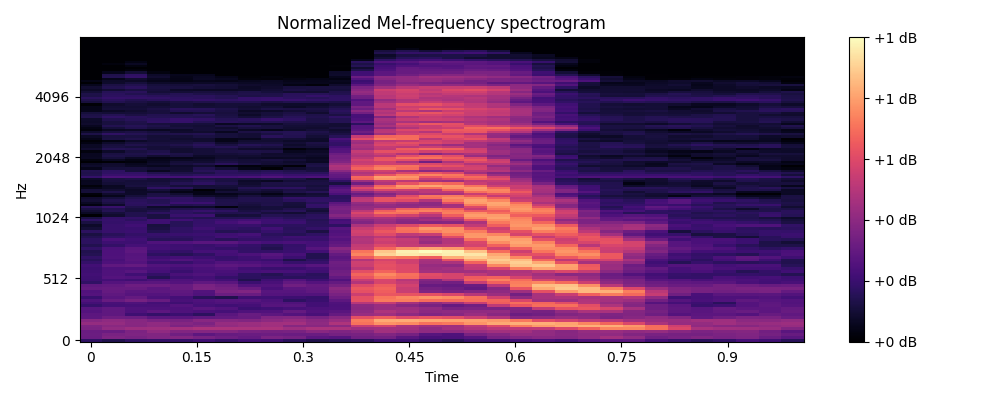 Normalized Mel-frequency spectrogram
Hz
4096
2048
1024
512
0
0 0.15 0.3 0.45 0.6 0.75 0.9
Time
+1 dB
+1 dB
+1 dB
+0 dB
+0 dB
+0 dB